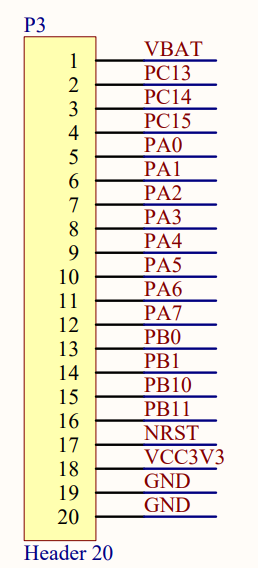 P3
1 VBAT
2 PC13
3 PC14
4 PC15
5 PA0
6 PA1
7 PA2
8 PA3
9 PA4
10 PA5
11 PA6
12 PA7
13 PB0
14 PB1
15 PB10
16 PB11
17 NRST
18 VCC3V3
19 GND
20 GND
Header 20